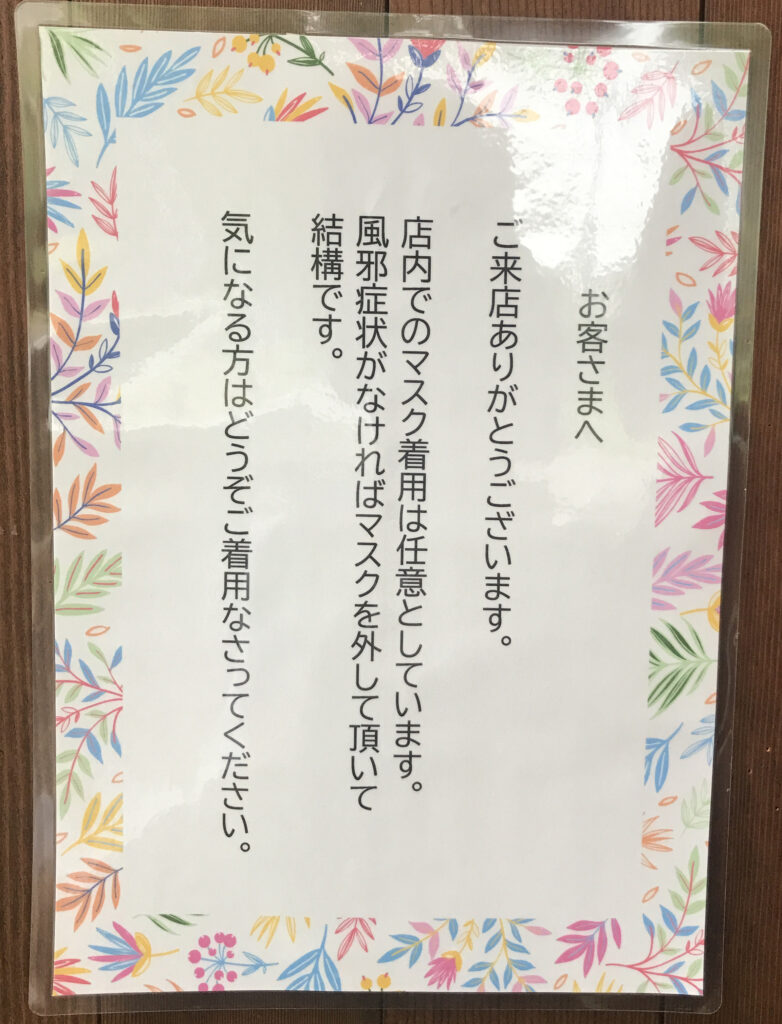 お客さまへ
ご来店ありがとうございます。
店内でのマスク着用は任意としています。
風邪症状がなければマスクを外して頂いて
結構です。
気になる方はどうぞご着用なさってください。